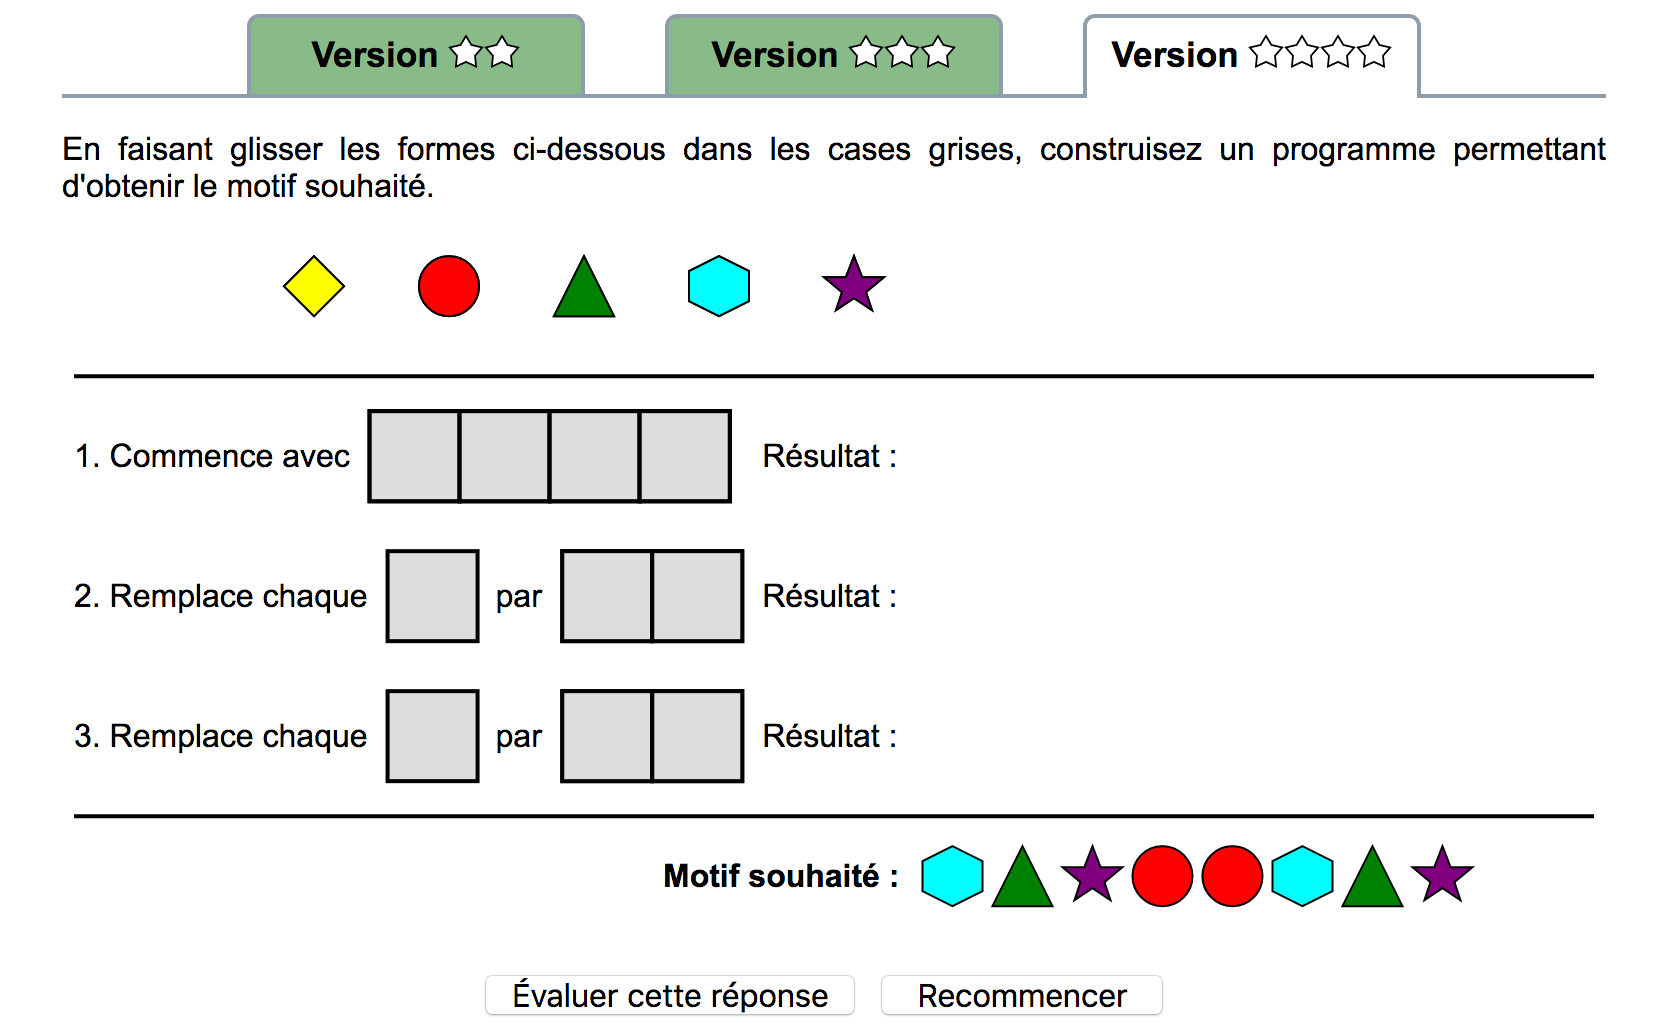 Version
Version
Version
En faisant glisser les formes ci-dessous dans les cases grises, construisez un programme permettant
d'obtenir le motif souhaité.
1. Commence avec Résultat :
2. Remplace chaque par Résultat :
3. Remplace chaque par Résultat :
Motif souhaité :
Évaluer cette réponse
Recommencer